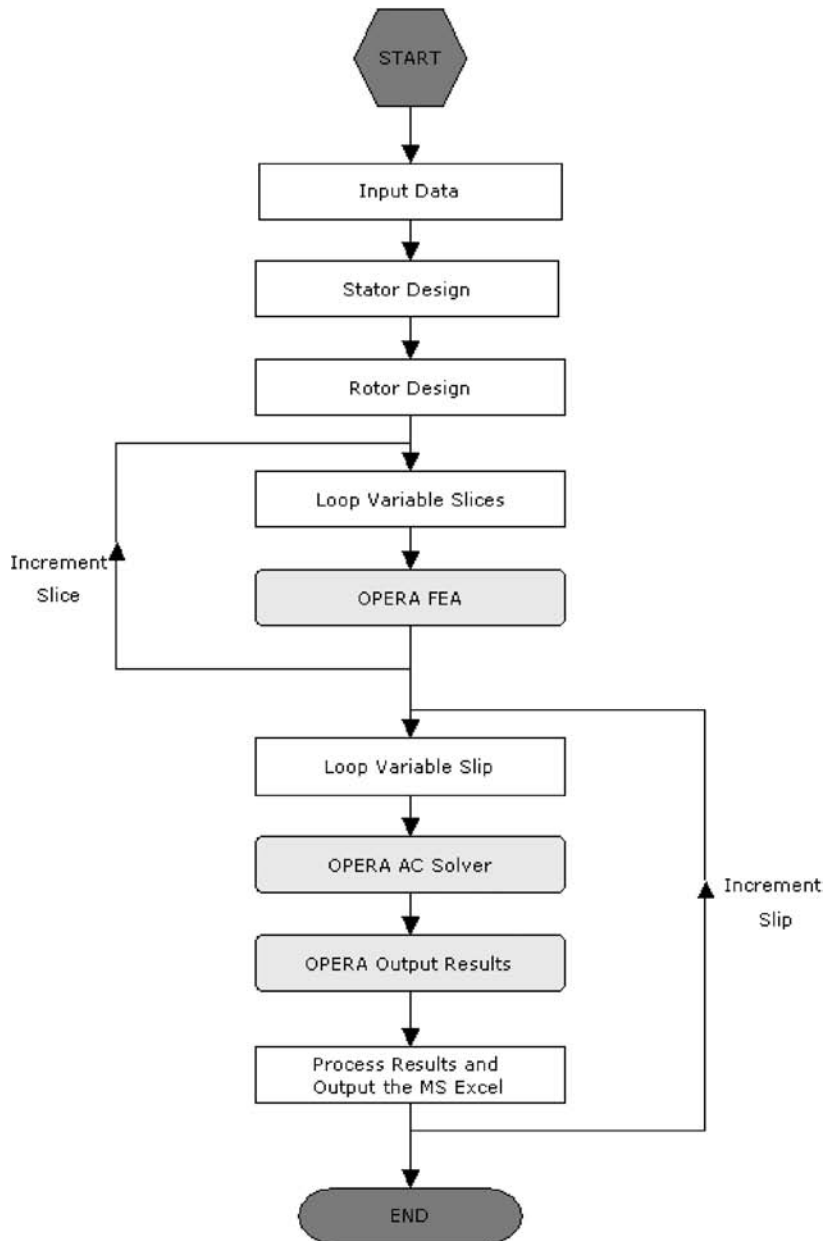 START
Input Data
Stator Design
Rotor Design
Loop Variable Slices
Increment
Slice
OPERA FEA
Loop Variable Slip
OPERA AC Solver
Increment
Slip
OPERA Output Results
Process Results and
Output the MS Excel
END